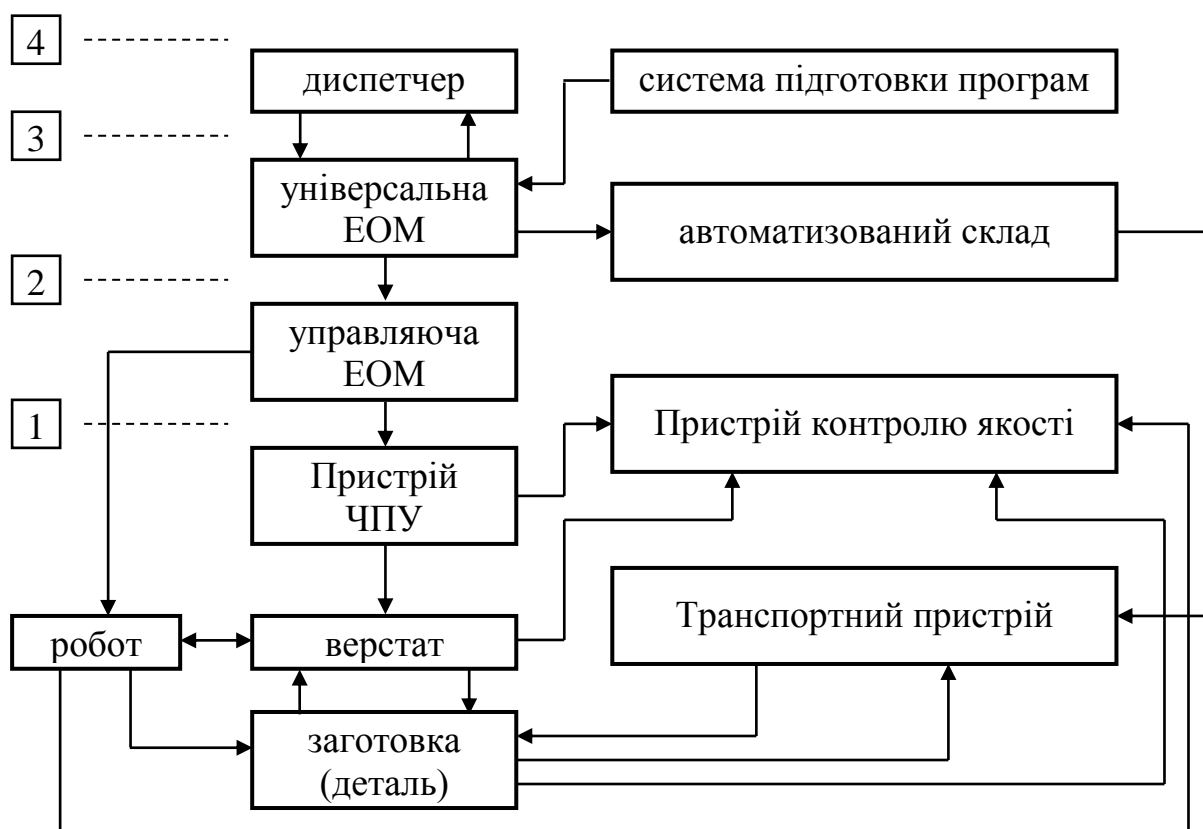 4
диспетчер
система підготовки програм
3
універсальна
ЕОМ
автоматизований склад
2
управляюча
ЕОМ
1
Пристрій контролю якості
Пристрій
ЧПУ
Транспортний пристрій
робот
верстат
заготовка
(деталь)